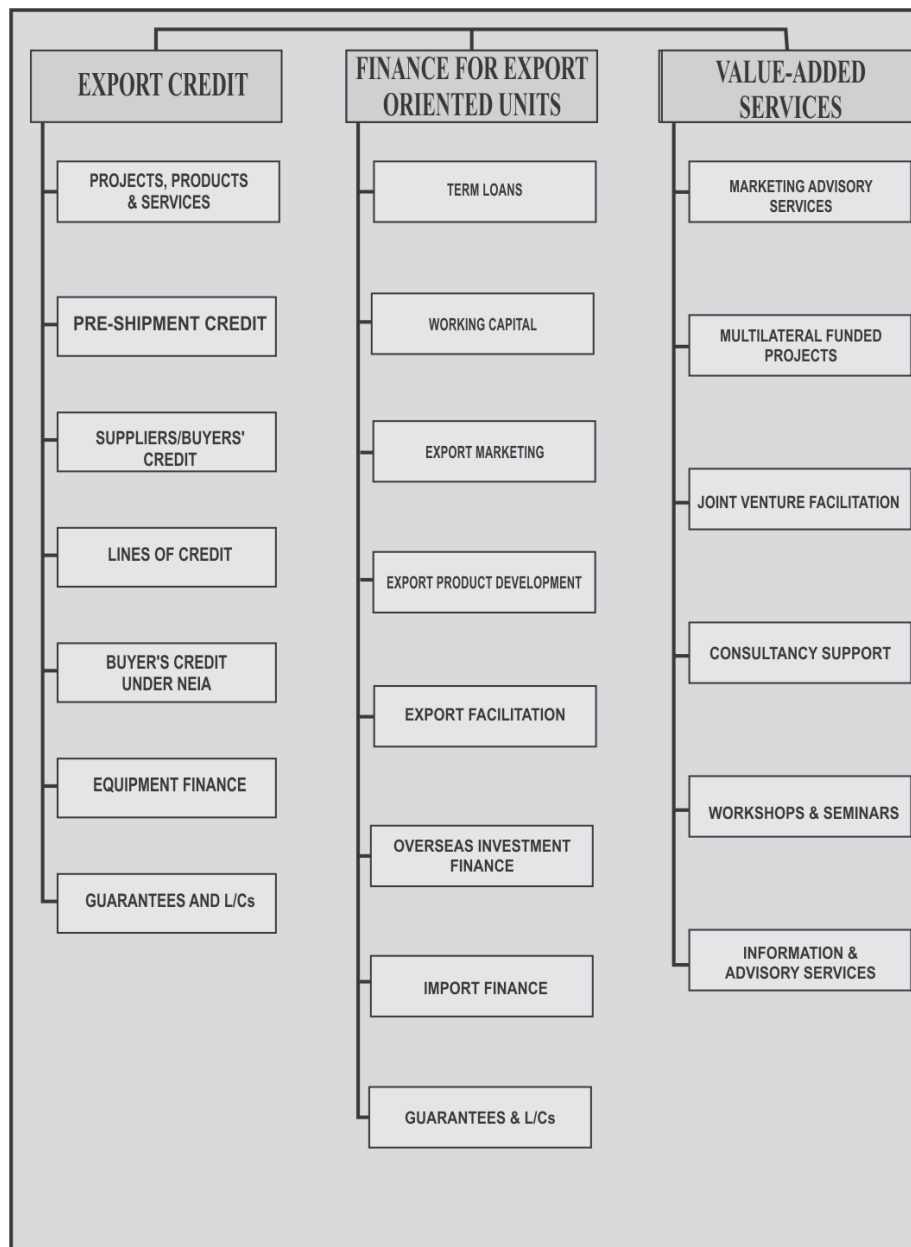 EXPORT CREDIT
PROJECTS, PRODUCTS
& SERVICES
PRE-SHIPMENT CREDIT
SUPPLIERS/BUYERS'
CREDIT
LINES OF CREDIT
BUYER'S CREDIT
UNDER NEIA
EQUIPMENT FINANCE
GUARANTEES AND L/Cs
FINANCE FOR EXPORT
ORIENTED UNITS
TERM LOANS
WORKING CAPITAL
EXPORT MARKETING
EXPORT PRODUCT DEVELOPMENT
EXPORT FACILITATION
OVERSEAS INVESTMENT
FINANCE
IMPORT FINANCE
GUARANTEES & L/Cs
VALUE-ADDED
SERVICES
MARKETING ADVISORY
SERVICES
MULTILATERAL FUNDED
PROJECTS
JOINT VENTURE FACILITATION
CONSULTANCY SUPPORT
WORKSHOPS & SEMINARS
INFORMATION &
ADVISORY SERVICES